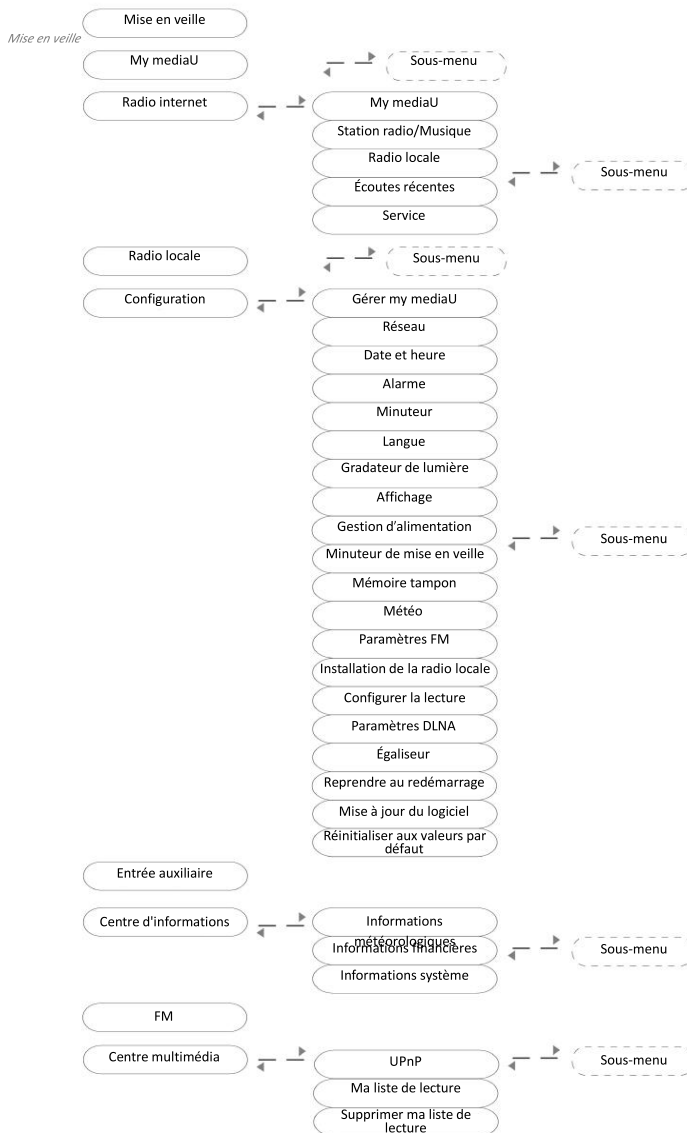 Mise en veille
Mise en veille
My mediaU
Sous-menu
Radio internet
My mediaU
Station radio/Musique
Radio locale
Écoutes récentes
Service
Sous-menu
Radio locale
Sous-menu
Configuration
Gérer my mediaU
Réseau
Date et heure
Alarme
Minuteur
Langue
Gradateur de lumière
Affichage
Gestion d'alimentation
Minuteur de mise en veille
Mémoire tampon
Météo
Paramètres FM
Installation de la radio locale
Configurer la lecture
Paramètres DLNA
Égaliseur
Reprendre au redémarrage
Mise à jour du logiciel
Réinitialiser aux valeurs par
défaut
Sous-menu
Entrée auxiliaire
Centre d'informations
Informations
météorologiques
Informations financières
Informations système
Sous-menu
FM
Centre multimédia
UPnP
Ma liste de lecture
Supprimer ma liste de
lecture
Sous-menu